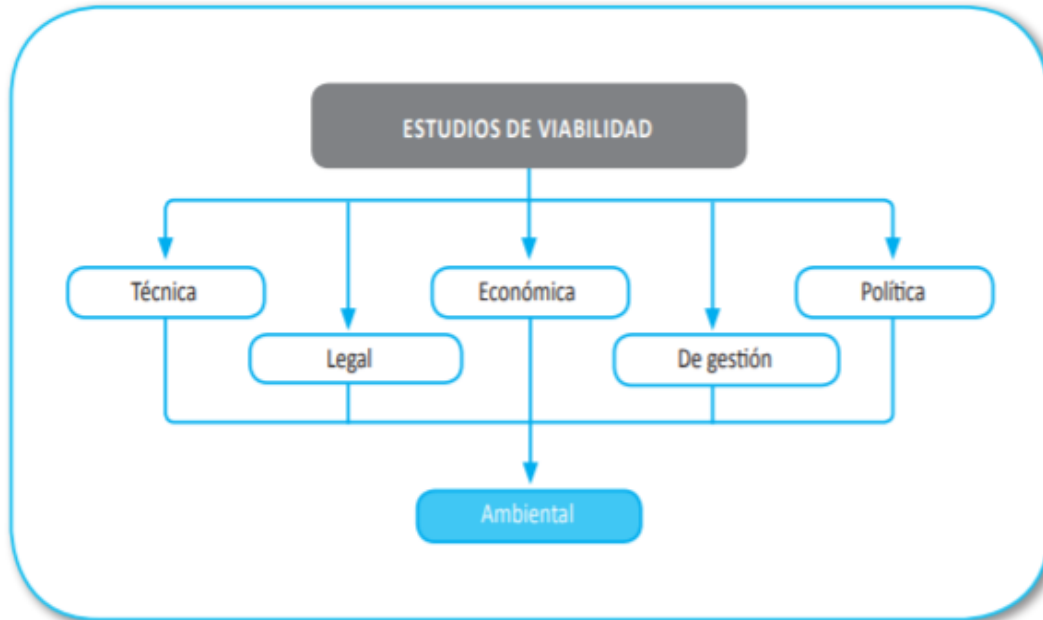 ESTUDIOS DE VIABILIDAD
Técnica
Económica
Política
Legal
De gestión
Ambiental